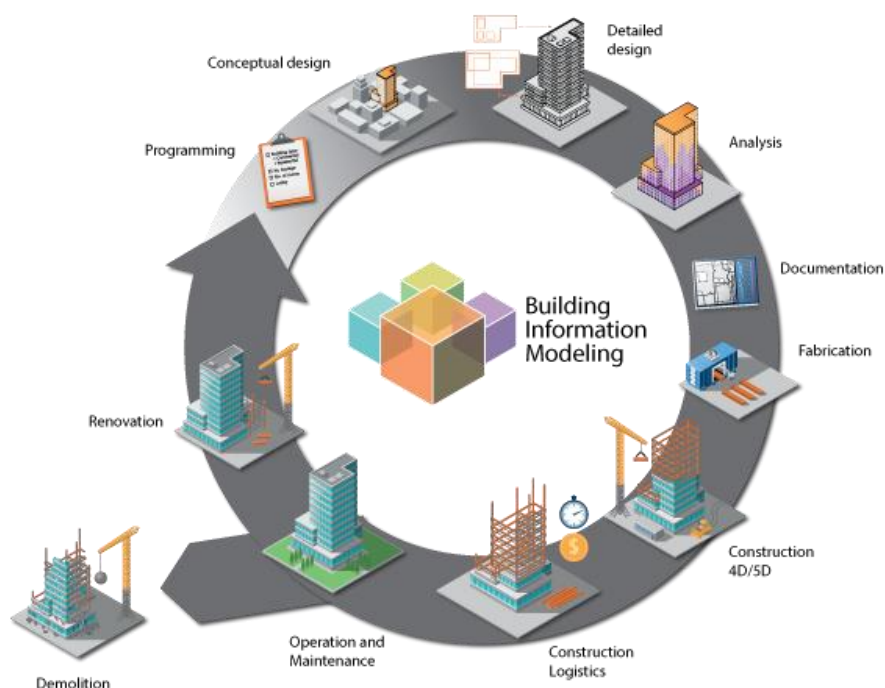 Detailed
design
Conceptual design
Programming
Analysis
Documentation
Building
Information
Modeling
Fabrication
Renovation
Construction
4D/5D
$
Operation and
Maintenance
Construction
Logistics
Demolition